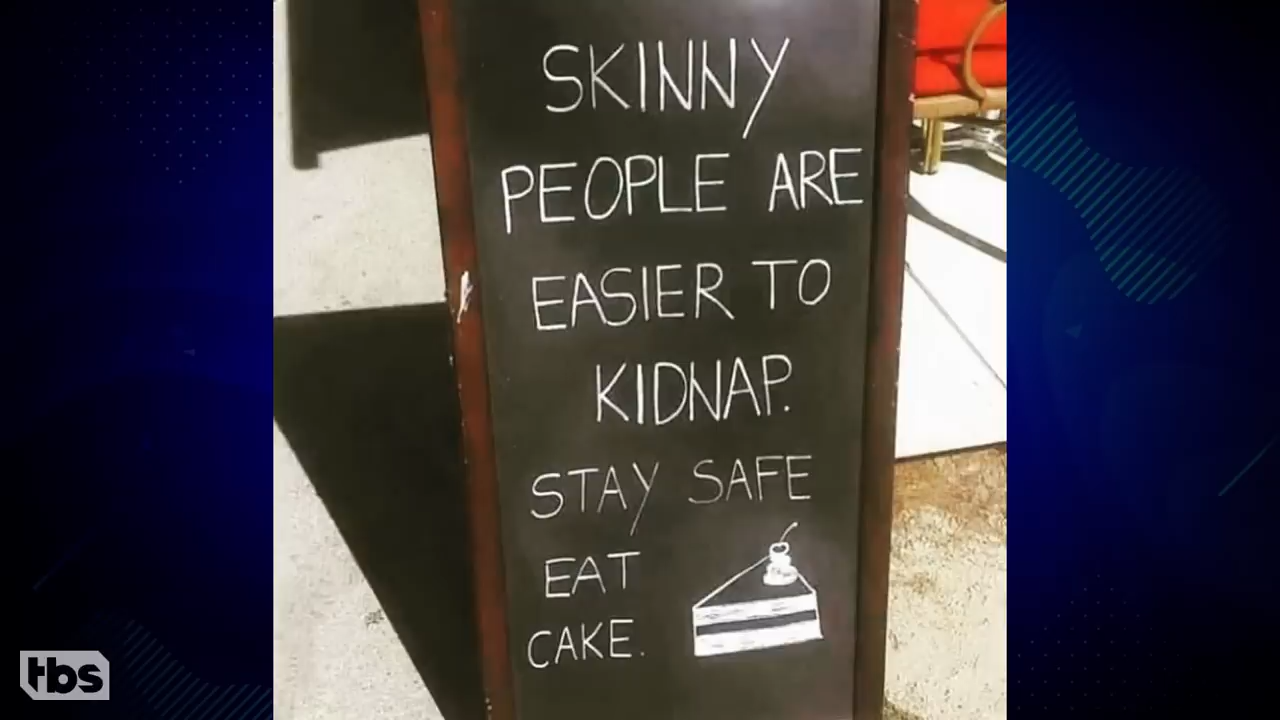 SKINNY
PEOPLE ARE
EASIER TO
KIDNAP.
STAY SAFE
EAT
CAKE.
tbs